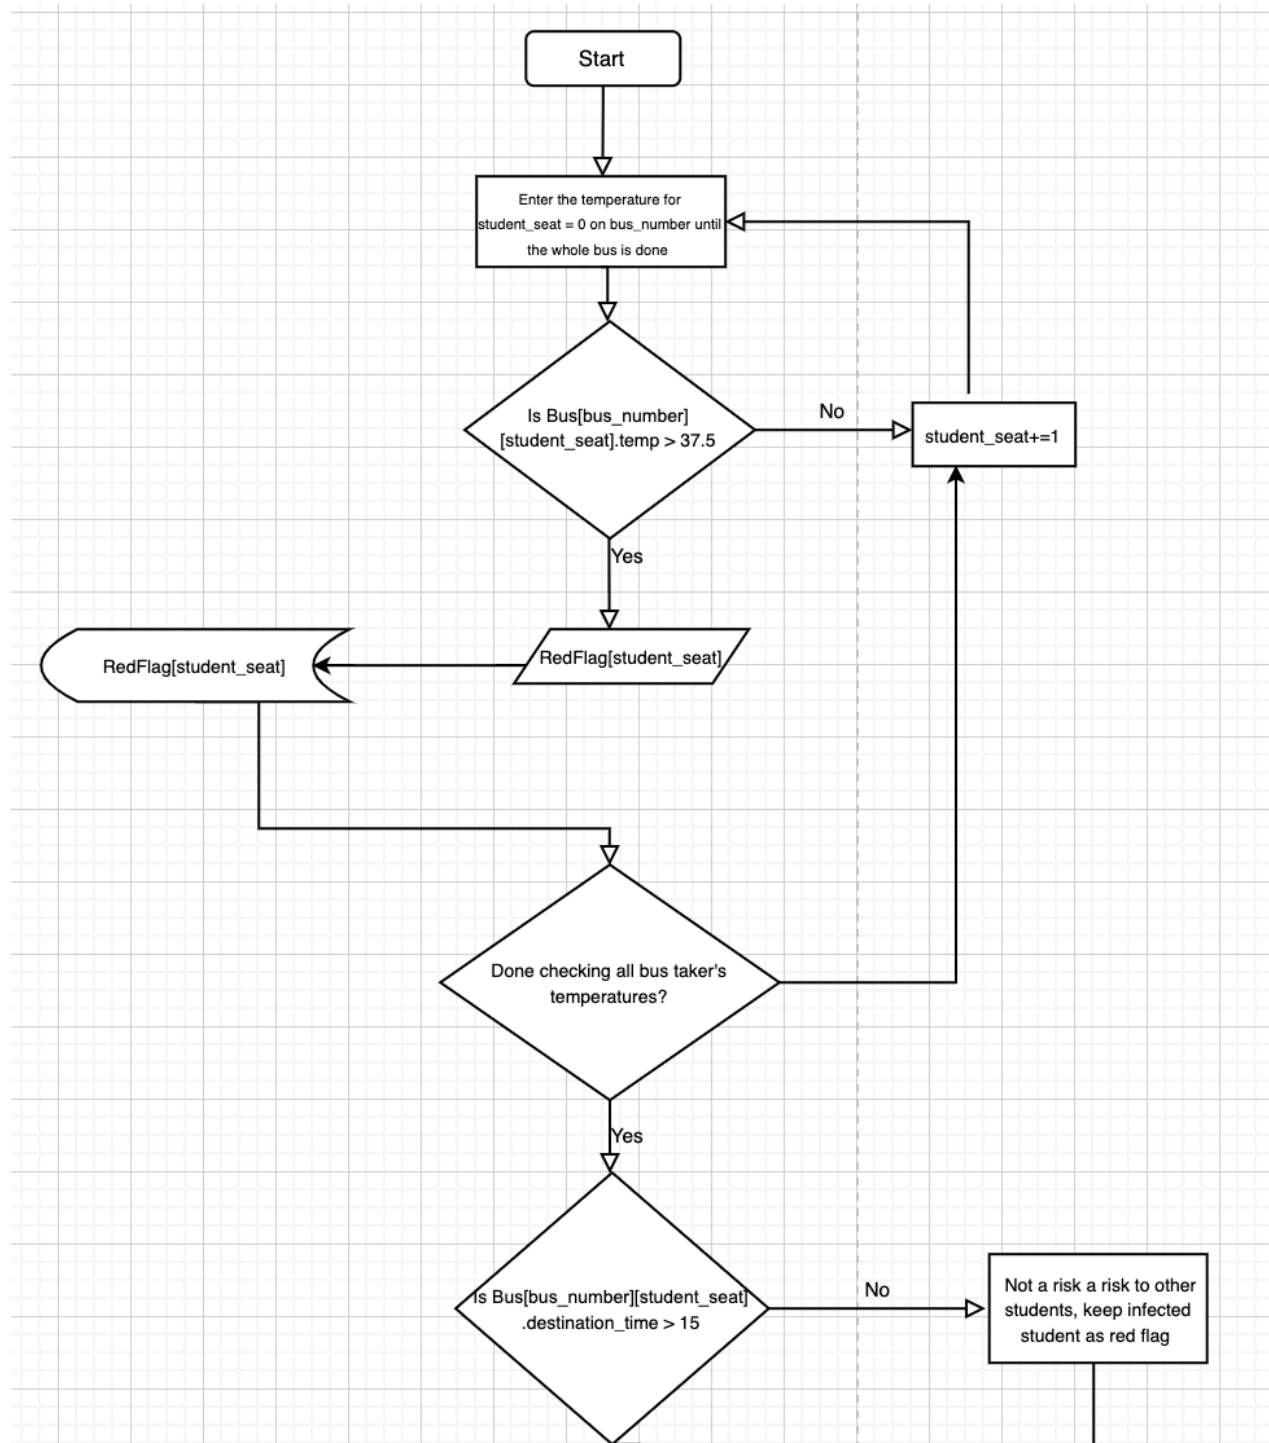 Start
Enter the temperature for
student_seat = 0 on bus_number until
the whole bus is done
Is Bus[bus_number]
[student_seat].temp > 37.5
No
student_seat+=1
Yes
RedFlag[student_seat]
RedFlag[student_seat]
Done checking all bus taker's
temperatures?
Yes
Is Bus[bus_number][student_seat]
.destination_time > 15
No
Not a risk a risk to other
students, keep infected
student as red flag